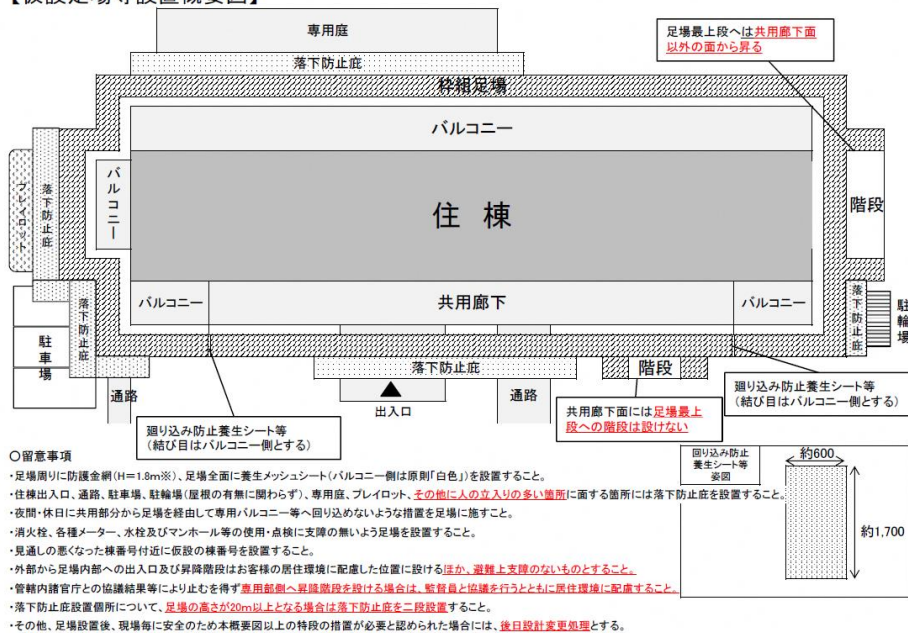 【仮設足場等設置概要図】
専用庭
足場最上段へは共用廊下面
以外の面から昇る
落下防止庇
枠組足場
バルコニー
プレイロット
落下防止庇
バルコニー
住棟
階段
バルコニー
共用廊下
バルコニー
落下防止庇
駐車場
落下防止庇
駐輪場
落下防止庇
階段
通路
出入口
通路
廻り込み防止養生シート等
(結び目はバルコニー側とする)
共用廊下面には足場最上
段への階段は設けない
廻り込み防止養生シート等
(結び目はバルコニー側とする)
○留意事項
・足場周りに防護金網(H=1.8m※)、足場全面に養生メッシュシート(バルコニー側は原則「白色」)を設置すること。
・住棟出入口、通路、駐車場、駐輪場(屋根の有無に関わらず)、専用庭、プレイロット、その他に人の立入りの多い箇所に面する箇所には落下防止庇を設置すること。
・夜間・休日に共用部分から足場を経由して専用バルコニー等へ回り込めないような措置を足場に施すこと。
・消火栓、各種メーター、水栓及びマンホール等の使用・点検に支障の無いよう足場を設置すること。
・見通しの悪くなった棟番号付近に仮設の棟番号を設置すること。
・外部から足場内部への出入口及び昇降階段はお客様の居住環境に配慮した位置に設けるほか、避難上支障のないものとすること。
・管轄内諸官庁との協議結果等により止むを得ず専用部側へ昇降階段を設ける場合は、監督員と協議を行うとともに居住環境に配慮すること。
・落下防止庇設置個所について、足場の高さが20m以上となる場合は落下防止庇を二段設置すること。
・その他、足場設置後、現場毎に安全のため本概要図以上の特段の措置が必要と認められた場合には、後日設計変更処理とする。
回り込み防止
養生シート等
姿図
約600
約1,700